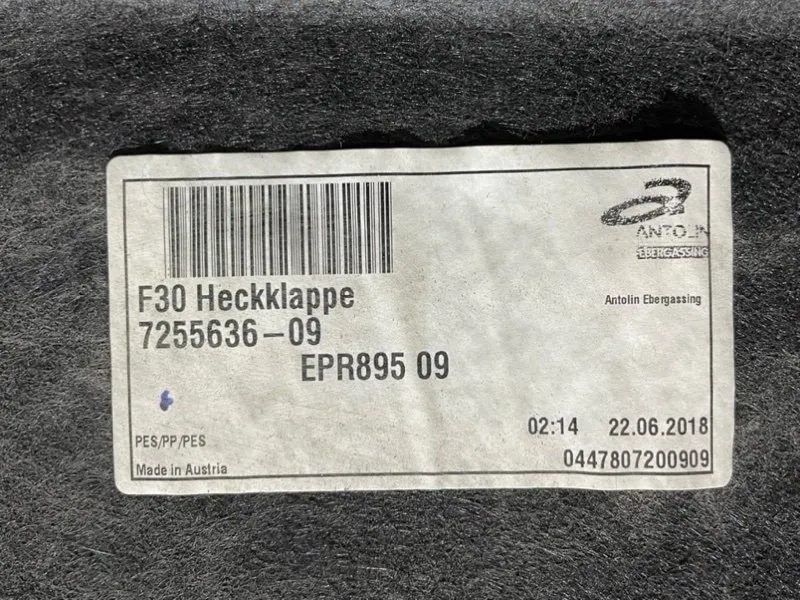 ANTOLIN
EBERGASSING
F30 Heckklappe
Antolin Ebergassing
7255636-09
EPR895 09
02:14 22.06.2018
PES/PP/PES
0447807200909
Made in Austria